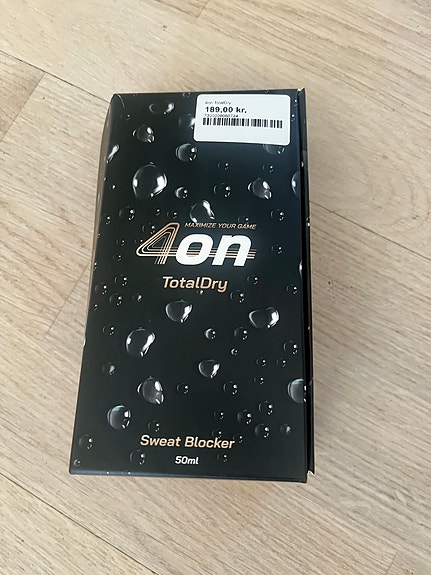 4on TotalDry
189,00 kr.
MAXIMIZE YOUR GAME
4on
TotalDry
Sweat Blocker
50ml